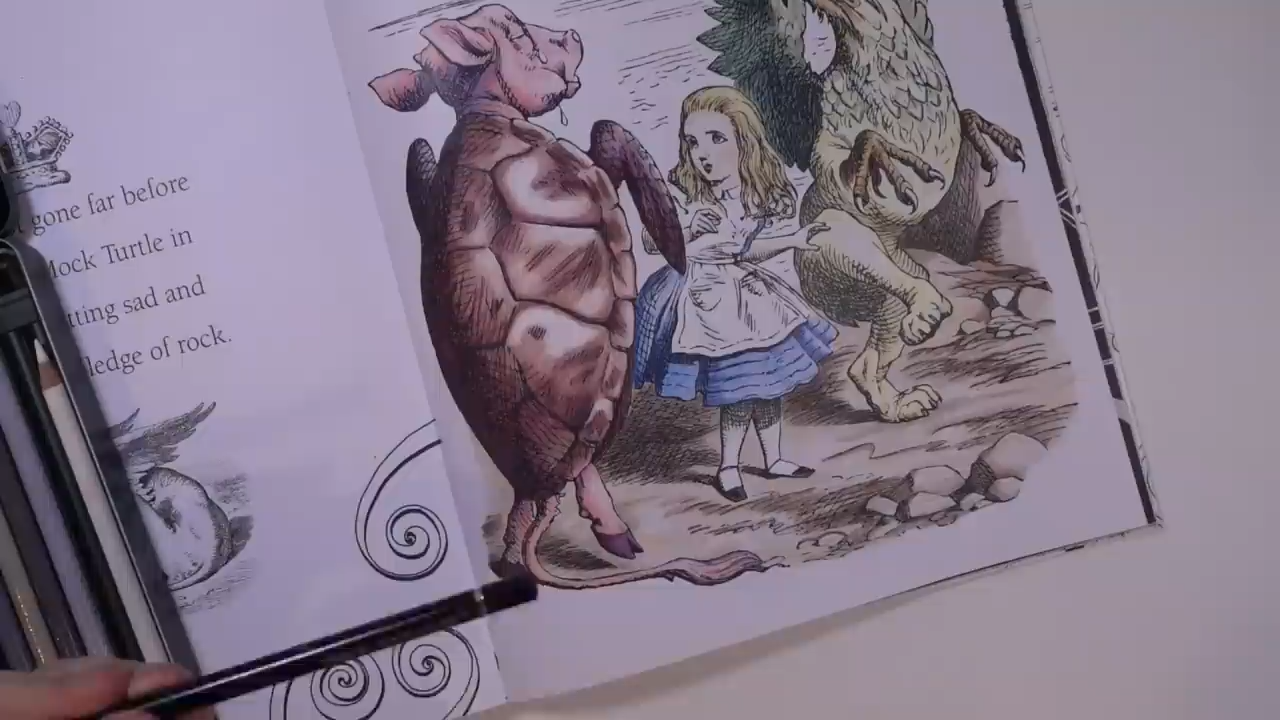 gone far before
Mock Turtle in
tting sad and
ledge of rock.